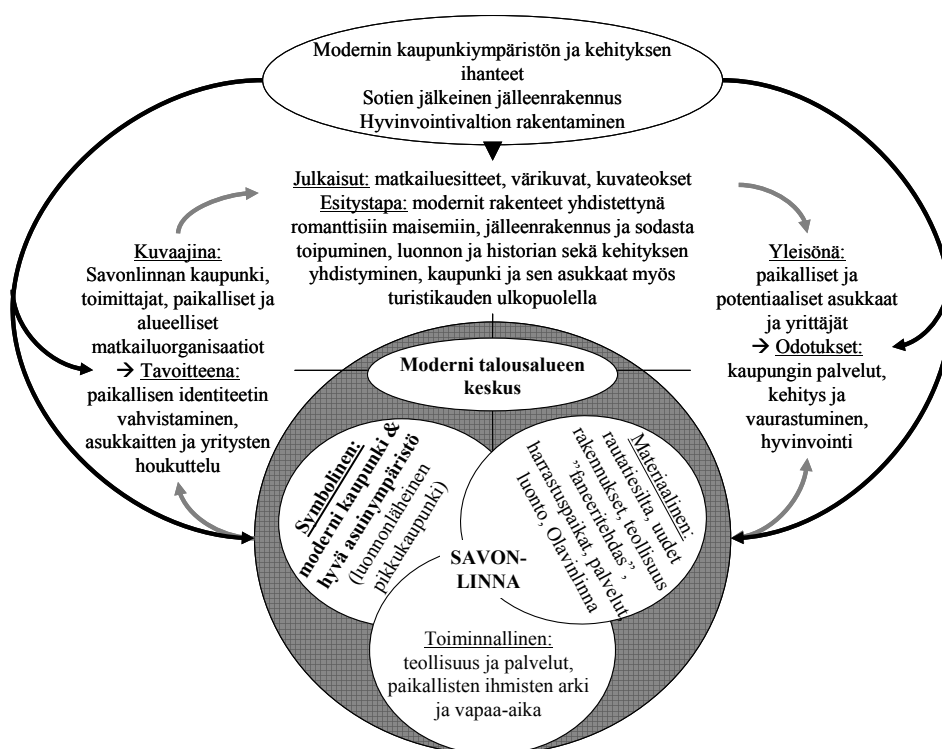 Modernin kaupunkiympäristön ja kehityksen
ihanteet
Sotien jälkeinen jälleenrakennus
Hyvinvointivaltion rakentaminen
Julkaisut: matkailuesitteet, värikuvat, kuvateokset
Esitystapa: modernit rakenteet yhdistettynä
romanttisiin maisemiin, jälleenrakennus ja sodasta
toipuminen, luonnon ja historian sekä kehityksen
yhdistyminen, kaupunki ja sen asukkaat myös
turistikauden ulkopuolella
Kuvaajina:
Savonlinnan kaupunki,
toimittajat, paikalliset ja
alueelliset
matkailuorganisaatiot
→ Tavoitteena:
paikallisen identiteetin
vahvistaminen,
asukkaitten ja yritysten
houkuttelu
Yleisönä:
paikalliset ja
potentiaaliset asukkaat
ja yrittäjät
→ Odotukset:
kaupungin palvelut,
kehitys ja
vaurastuminen,
hyvinvointi
Moderni talousalueen
keskus
Symbolinen:
moderni kaupunki &
hyvä asuinympäristö
(luonnonläheinen
pikkukaupunki)
Materiaalinen:
rautatiesilta, uudet
rakennukset, teollisuus
"faneeritehdas",
harrastuspaikat, palvelut,
luonto, Olavinlinna
SAVON-
LINNA
Toiminnallinen:
teollisuus ja palvelut,
paikallisten ihmisten arki
ja vapaa-aika